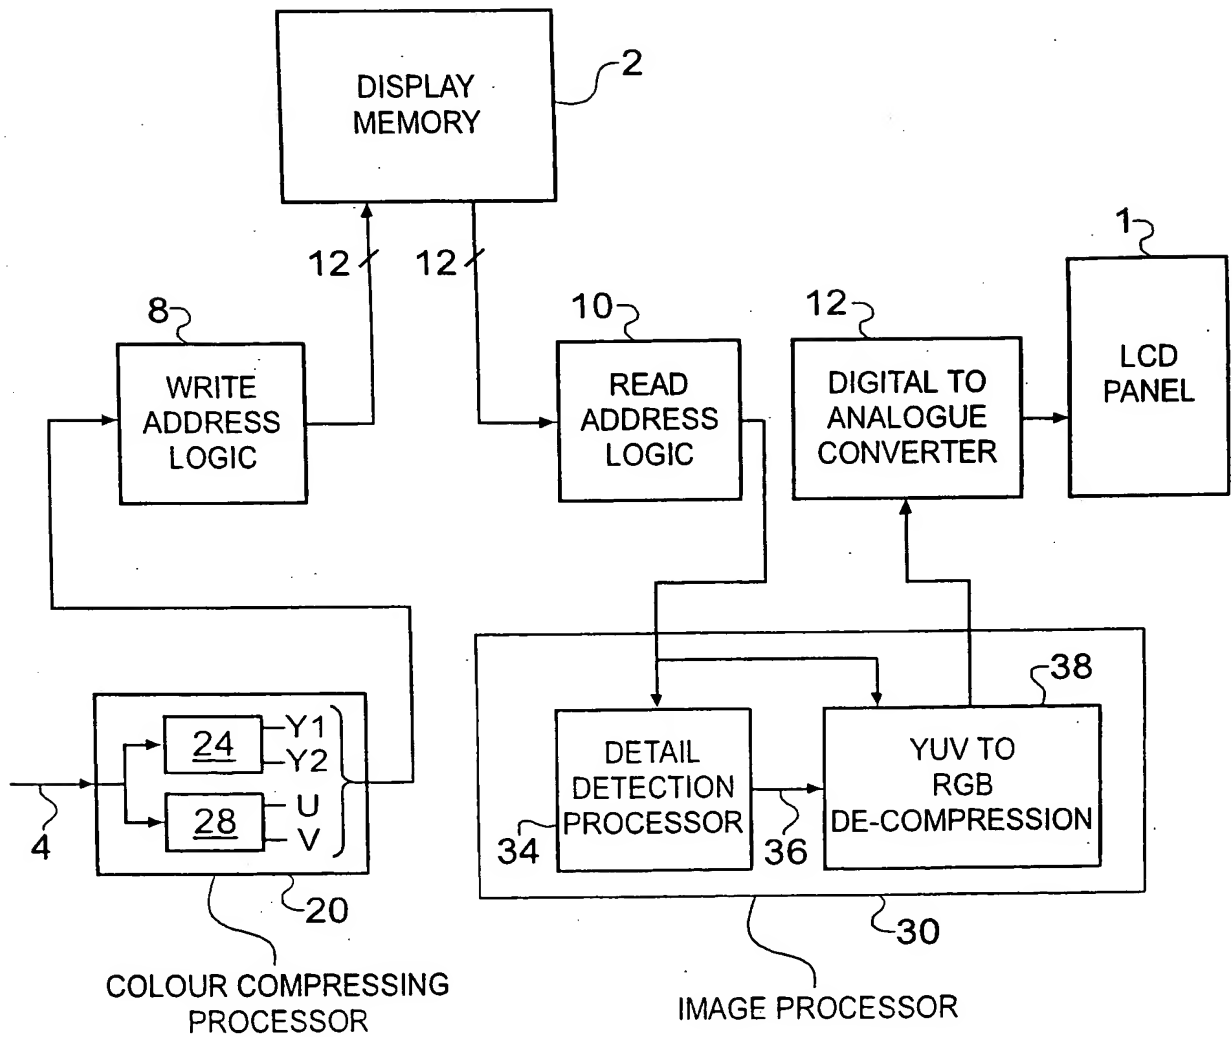 DISPLAY
MEMORY
2
12
12
8
WRITE
ADDRESS
LOGIC
10
READ
ADDRESS
LOGIC
12
DIGITAL TO
ANALOGUE
CONVERTER
1
LCD
PANEL
4
24
Y1
Y2
28
U
V
20
COLOUR COMPRESSING
PROCESSOR
DETAIL
DETECTION
PROCESSOR
34
36
38
YUV TO
RGB
DE-COMPRESSION
30
IMAGE PROCESSOR